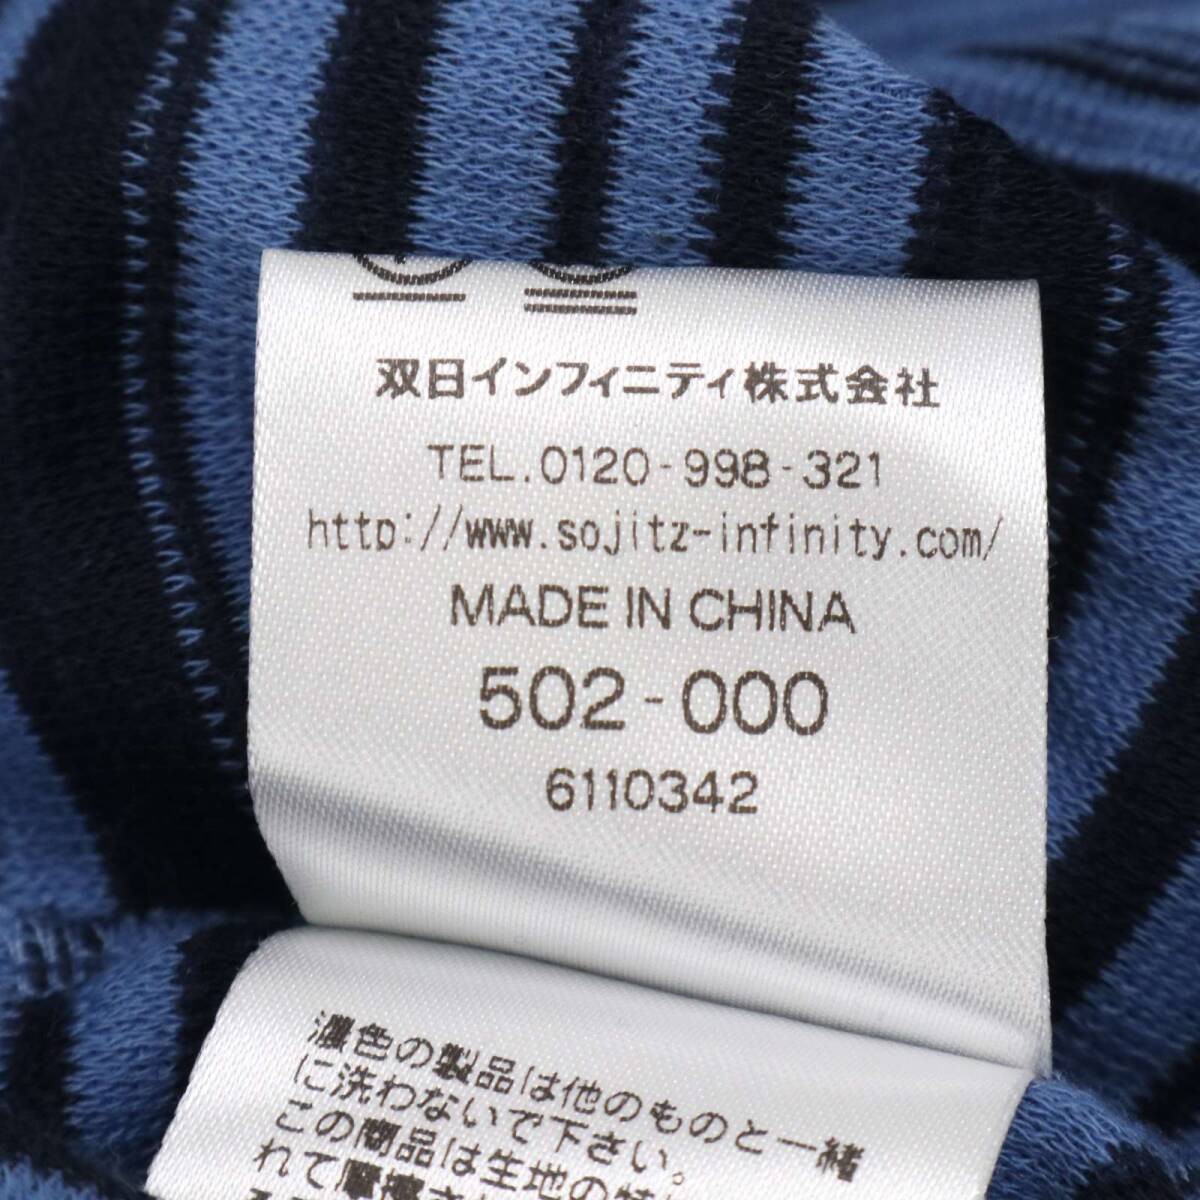 双日インフィニティ株式会社
TEL.0120-998-321
http://www.sojitz-infinity.com/
MADE IN CHINA
502-000
6110342
濃色の製品は他のものと一緒
に洗わないで下さい。
この商品は生地の特
れて摩擦さ